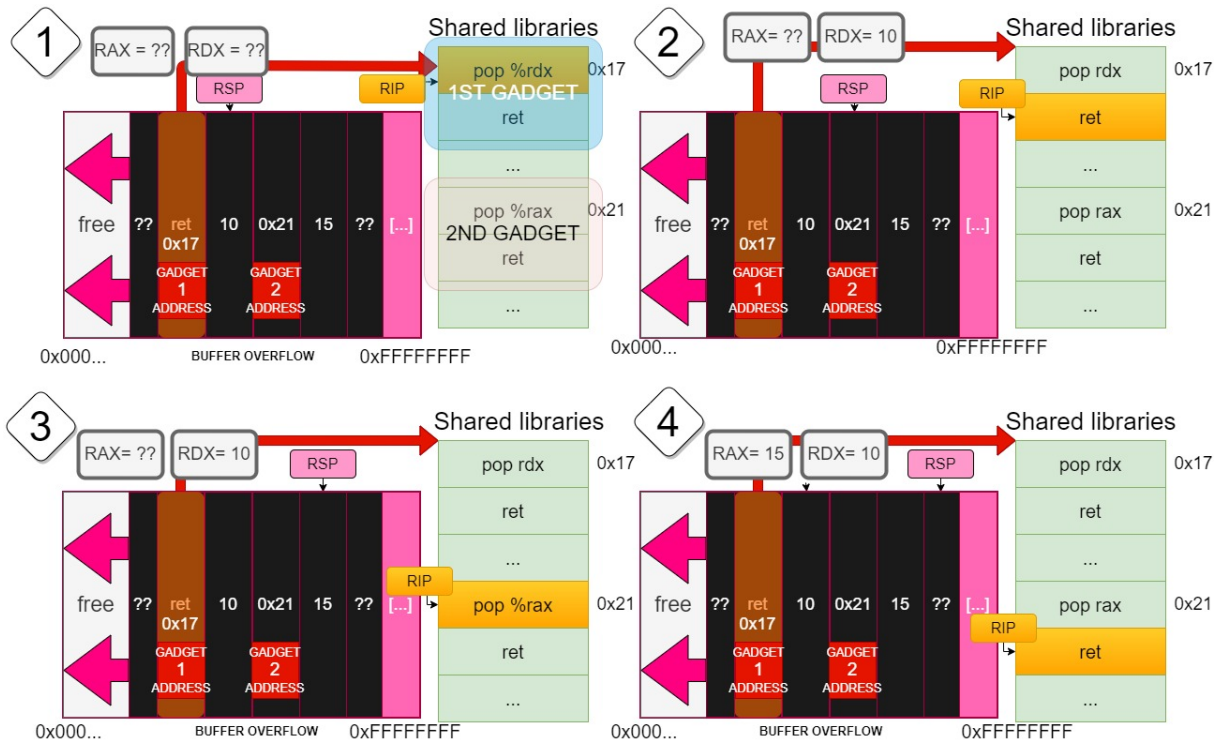 1
RAX = ??
RDX = ??
RSP
RIP
Shared libraries
pop %rdx
0x17
1ST GADGET
ret
...
pop %rax
0x21
2ND GADGET
ret
...
free
??
ret
0x17
10
0x21
15
??
[...]
GADGET
1
ADDRESS
GADGET
2
ADDRESS
0x000...
BUFFER OVERFLOW
0xFFFFFFFF
2
RAX= ??
RDX= 10
RSP
RIP
Shared libraries
pop rdx
0x17
ret
...
pop rax
0x21
ret
...
free
??
ret
0x17
10
0x21
15
??
[...]
GADGET
1
ADDRESS
GADGET
2
ADDRESS
0x000...
0xFFFFFFFF
3
RAX= ??
RDX= 10
RSP
RIP
Shared libraries
pop rdx
0x17
ret
...
pop %rax
0x21
ret
...
free
??
ret
0x17
10
0x21
15
??
[...]
GADGET
1
ADDRESS
GADGET
2
ADDRESS
0x000...
BUFFER OVERFLOW
0xFFFFFFFF
4
RAX= 15
RDX= 10
RSP
RIP
Shared libraries
pop rdx
0x17
ret
...
pop rax
0x21
ret
...
free
??
ret
0x17
10
0x21
15
??
[...]
GADGET
1
ADDRESS
GADGET
2
ADDRESS
0x000...
BUFFER OVERFLOW
0xFFFFFFFF